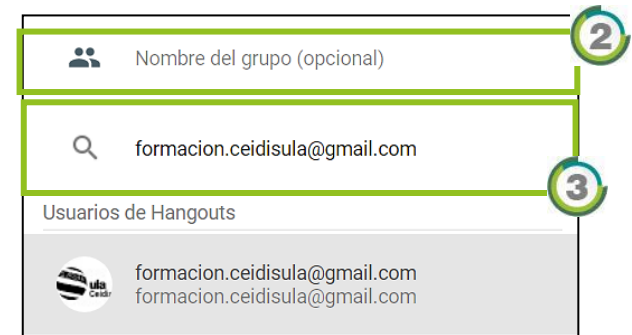 2
Nombre del grupo (opcional)
formacion.ceidisula@gmail.com
3
Usuarios de Hangouts
formacion.ceidisula@gmail.com
ula
formacion.ceidisula@gmail.com